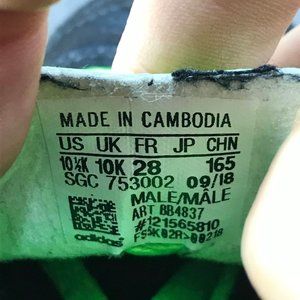 MADE IN CAMBODIA
US UK FR JP CHN
10½K 10K 28 165
SGC 753002 09/18
MALE/MÂLE
ART BB4837
#121565810
adidas